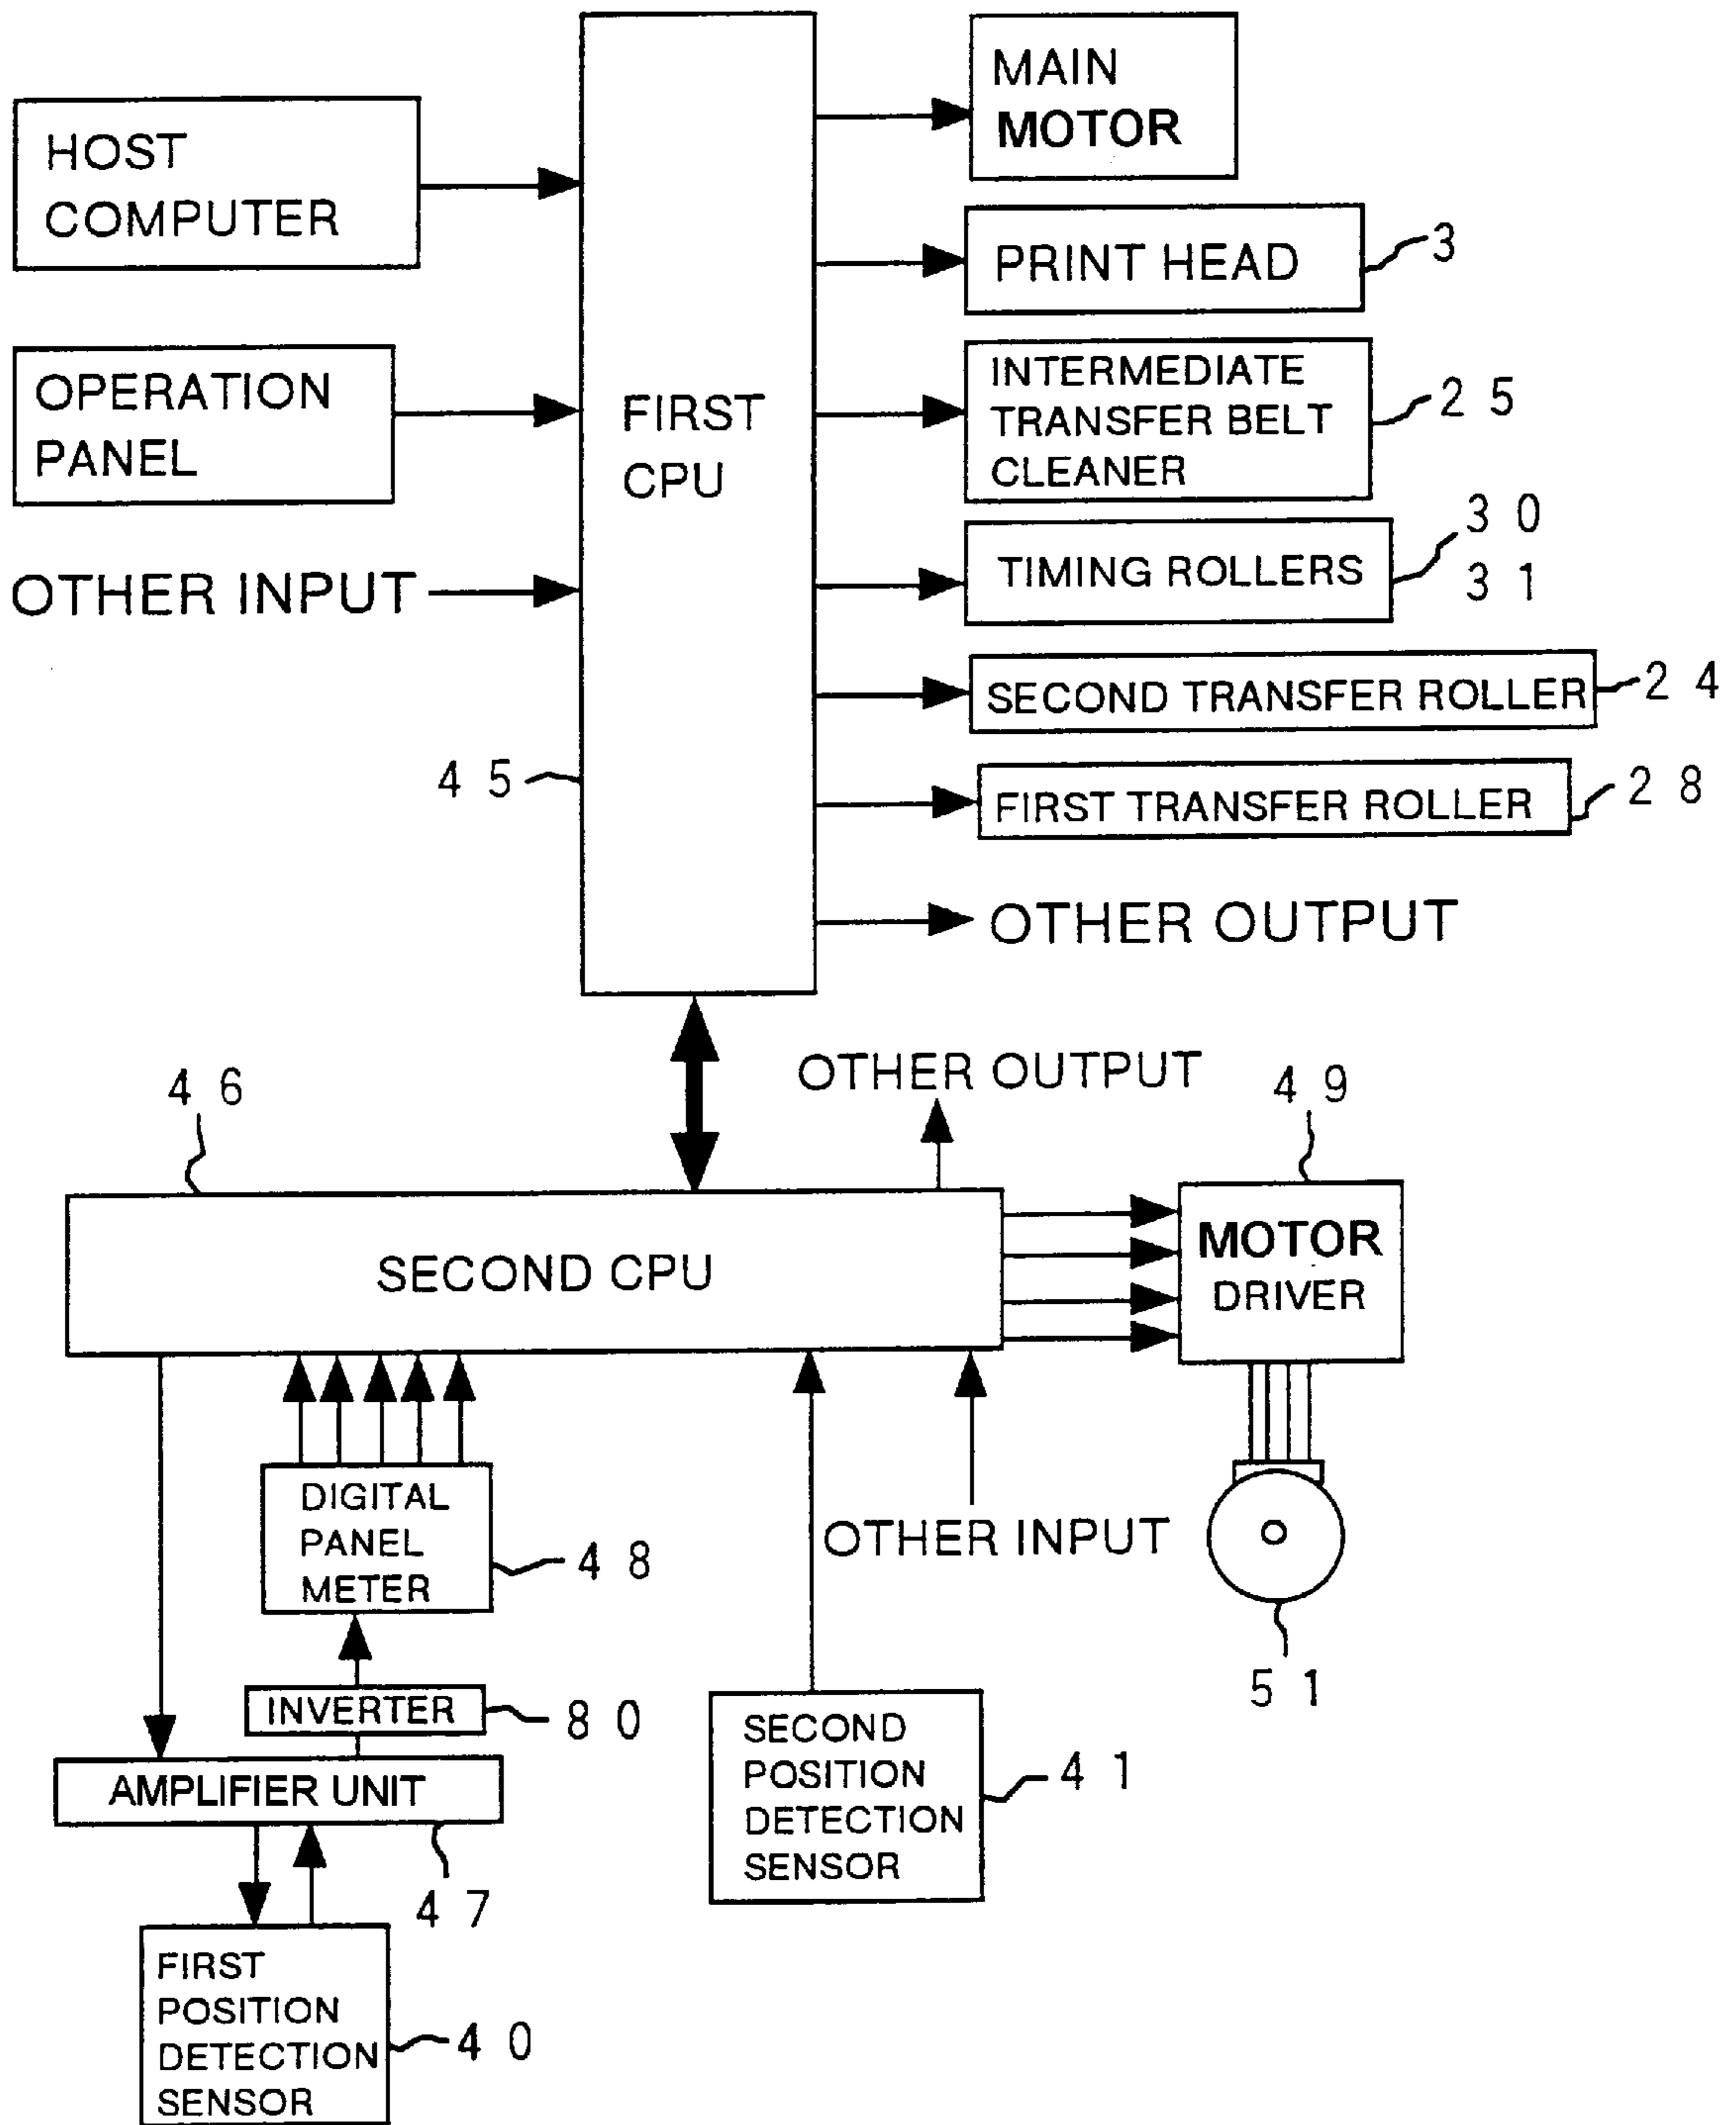 HOST
COMPUTER
OPERATION
PANEL
OTHER INPUT
FIRST
CPU
45
MAIN
MOTOR
PRINT HEAD
3
INTERMEDIATE
TRANSFER BELT
CLEANER
25
TIMING ROLLERS
30
31
SECOND TRANSFER ROLLER
24
FIRST TRANSFER ROLLER
28
OTHER OUTPUT
OTHER OUTPUT
46
49
SECOND CPU
MOTOR
DRIVER
DIGITAL
PANEL
METER
48
OTHER INPUT
51
INVERTER
80
AMPLIFIER UNIT
47
SECOND
POSITION
DETECTION
SENSOR
41
FIRST
POSITION
DETECTION
SENSOR
40